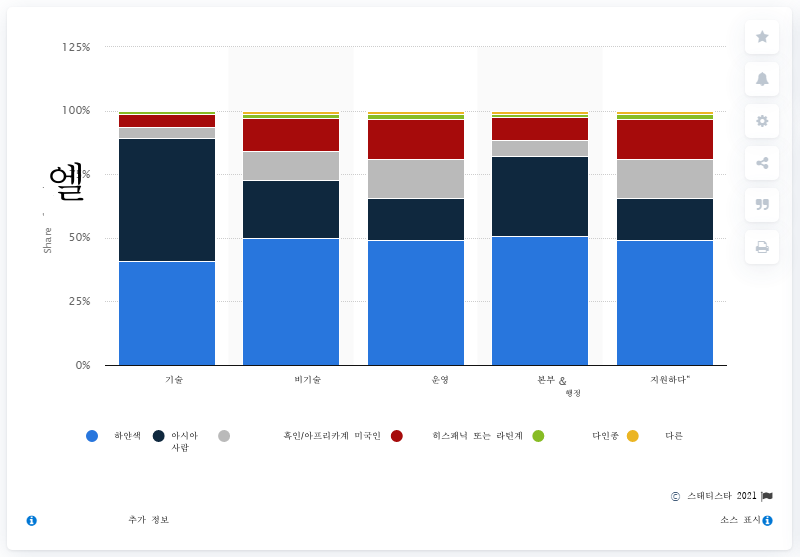 125%
100%
75%
50%
25%
0%
엘
Share
기술
비기술
운영
본부 &
행정
지원하다"
하얀색
아시아
사람
흑인/아프리카계 미국인
히스패닉 또는 라틴계
다인종
다른
© 스태티스타 2021
추가 정보
소스 표시